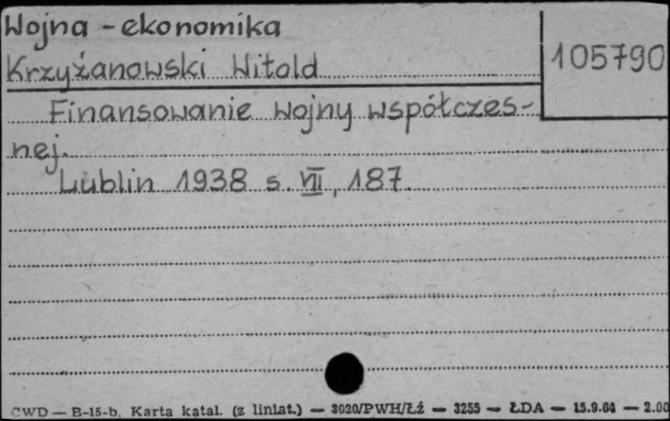 Wojna - ekonomika
105790
Krzyżanowski Witold
Finansowanie wojny współczes-
nej.
Lublin 1938 s. VII, 187.
CWD — B-15-b. Karta katal. (z liniat.) — 3020/PWH/Łź — 3255 — ŁDA — 15.9.64 — 2.00